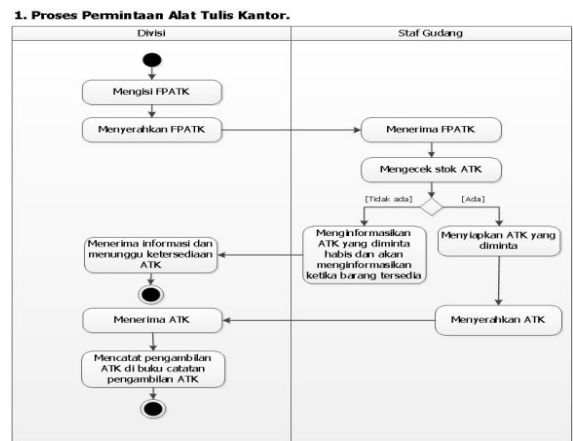 1. Proses Permintaan Alat Tulis Kantor.
Divisi
Staf Gudang
Mengisi FPATK
Menyerahkan FPATK
Menerima FPATK
Mengecek stok ATK
[Tidak ada]
[Ada]
Menginformasikan
ATK yang diminta
habis dan akan
menginformasikan
ketika barang tersedia
Menyiapkan ATK yang
diminta
Menerima informasi dan
menunggu ketersediaan
ATK
Menyerahkan ATK
Menerima ATK
Mencatat pengambilan
ATK di buku catatan
pengambilan ATK